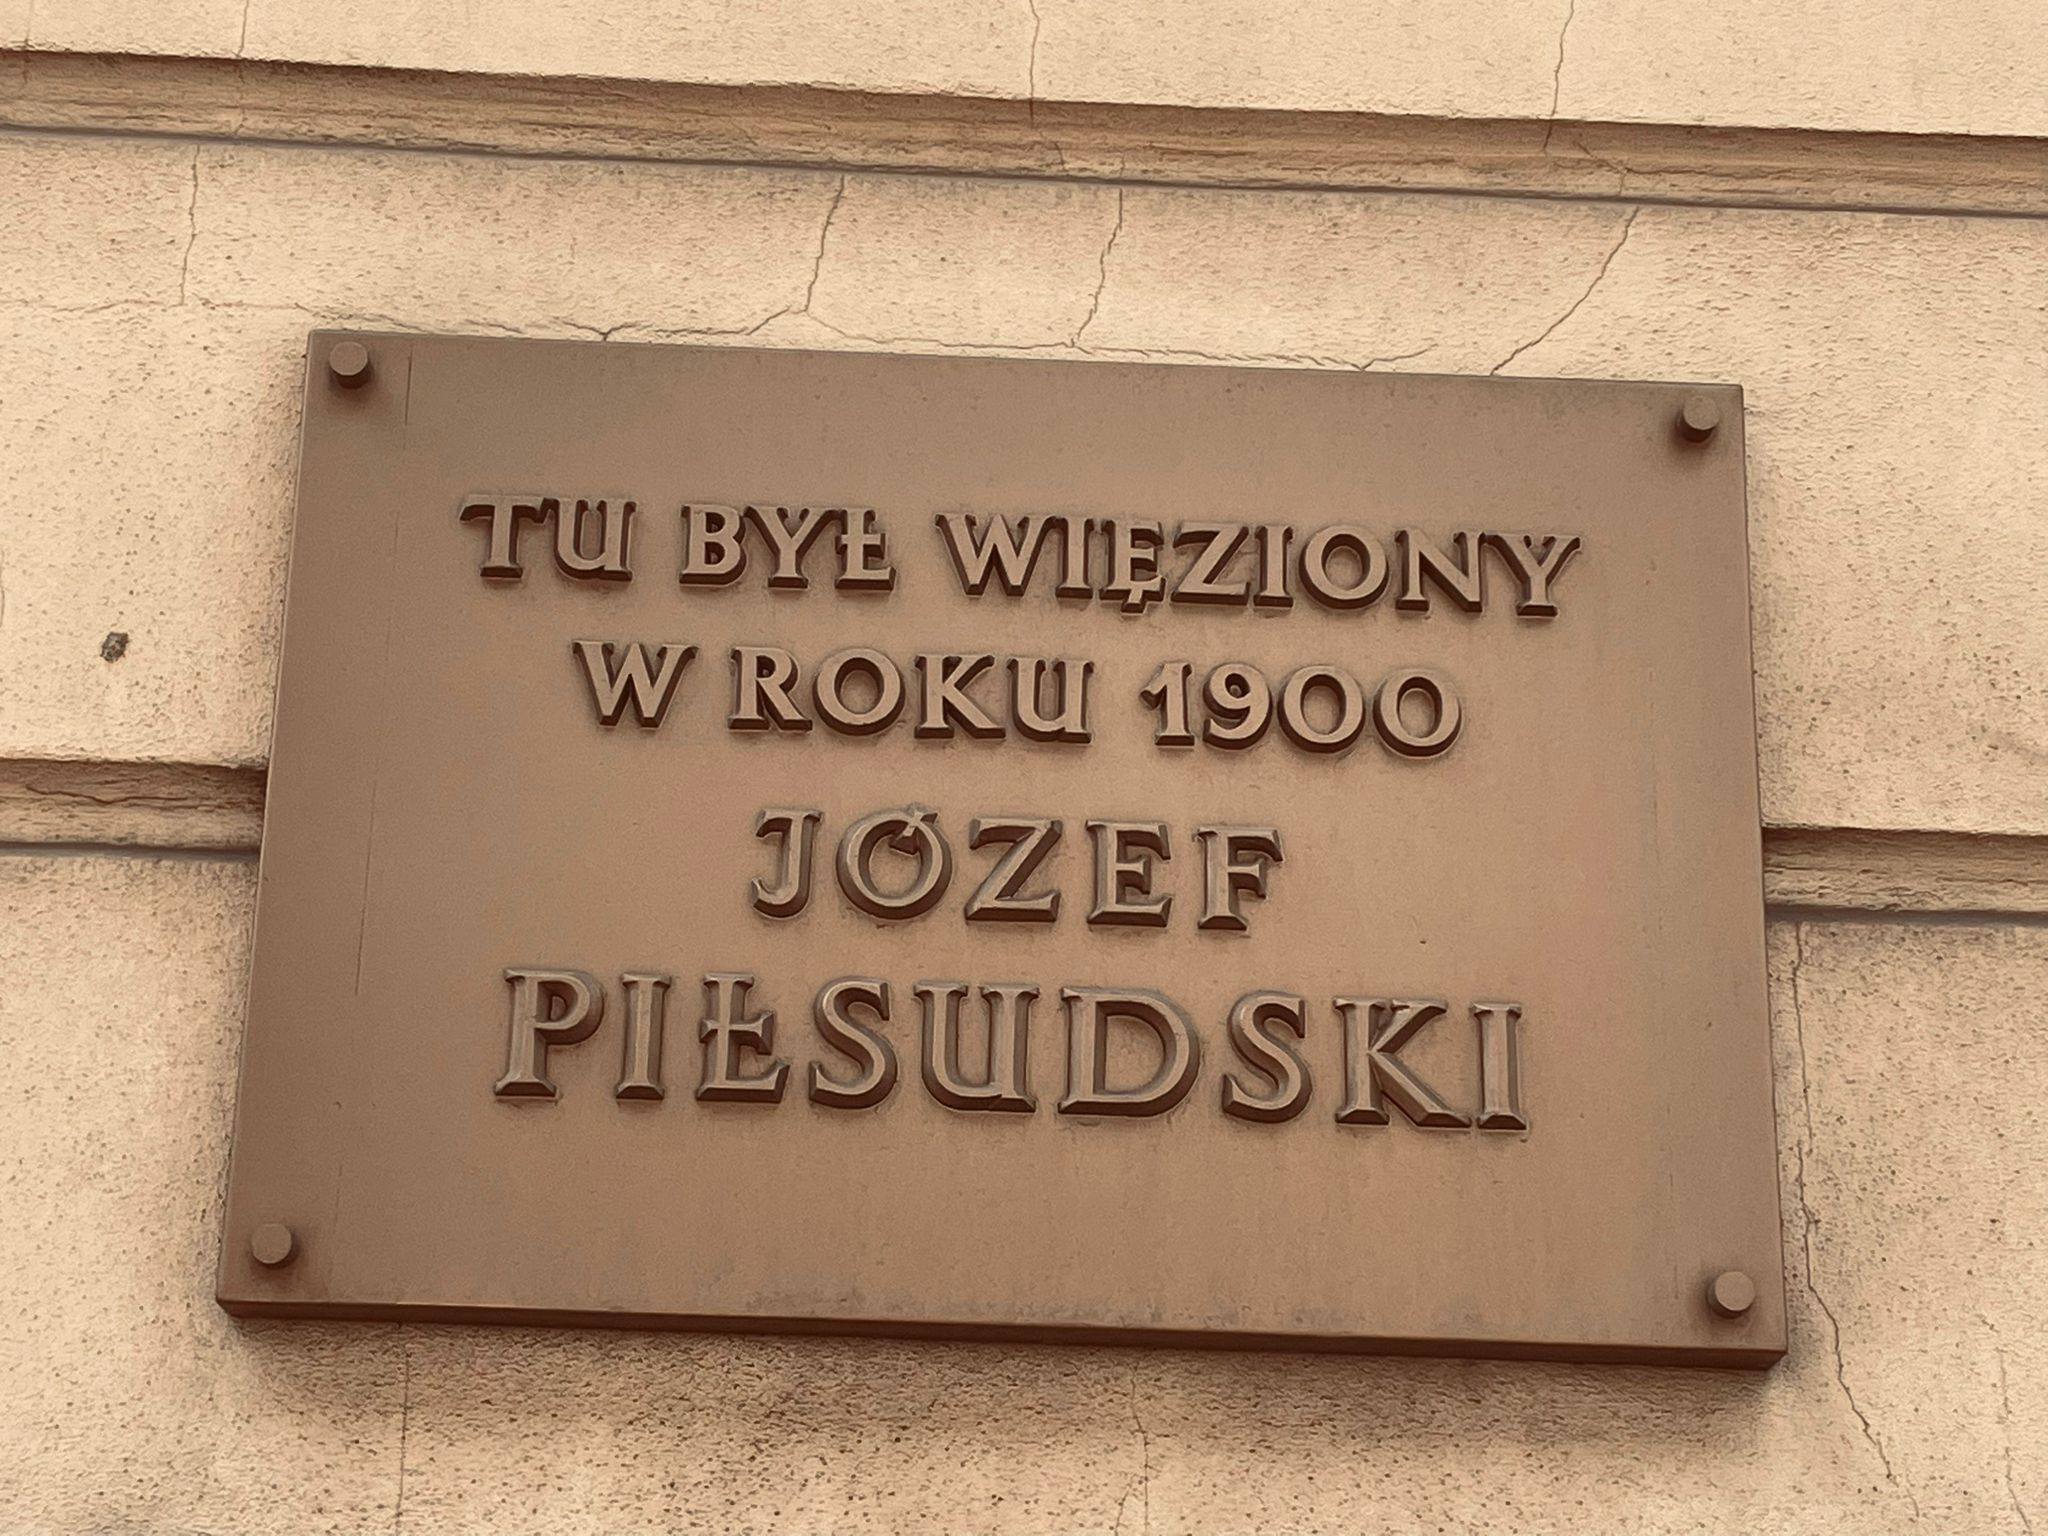 TU BYŁ WIĘZIONY
W ROKU 1900
JÓZEF
PIŁSUDSKI